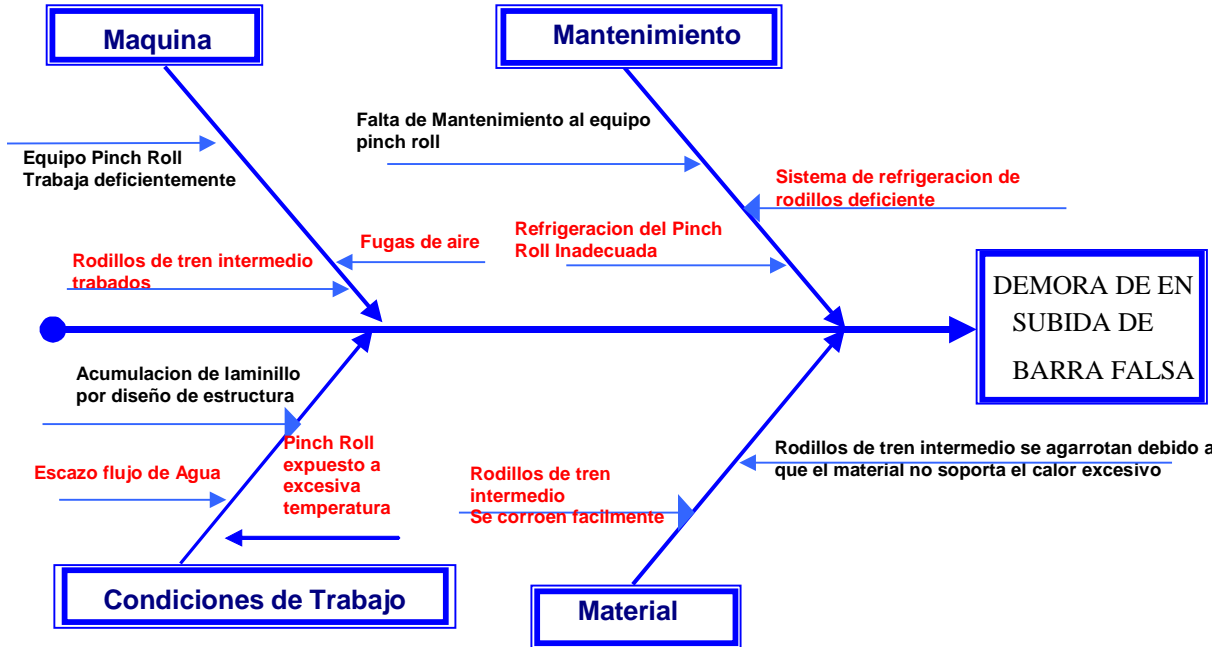 Maquina
Mantenimiento
Falta de Mantenimiento al equipo
pinch roll
Equipo Pinch Roll
Trabaja deficientemente
Sistema de refrigeracion de
rodillos deficiente
Fugas de aire
Refrigeracion del Pinch
Roll Inadecuada
Rodillos de tren intermedio
trabados
DEMORA DE EN
SUBIDA DE
BARRA FALSA
Acumulacion de laminillo
por diseño de estructura
Pinch Roll
expuesto a
excesiva
temperatura
Escazo flujo de Agua
Rodillos de tren intermedio se agarrotan debido a
que el material no soporta el calor excesivo
Rodillos de tren
intermedio
Se corroen facilmente
Condiciones de Trabajo
Material